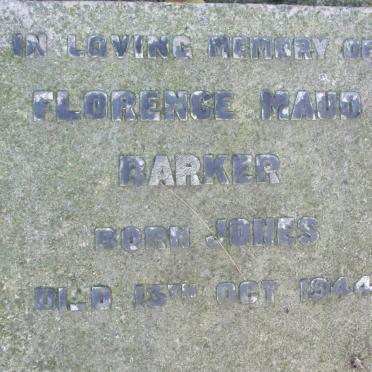 IN LOVING MEMORY OF
FLORENCE MAUD
BARKER
BORN JONES
DIED 13TH OCT 1944